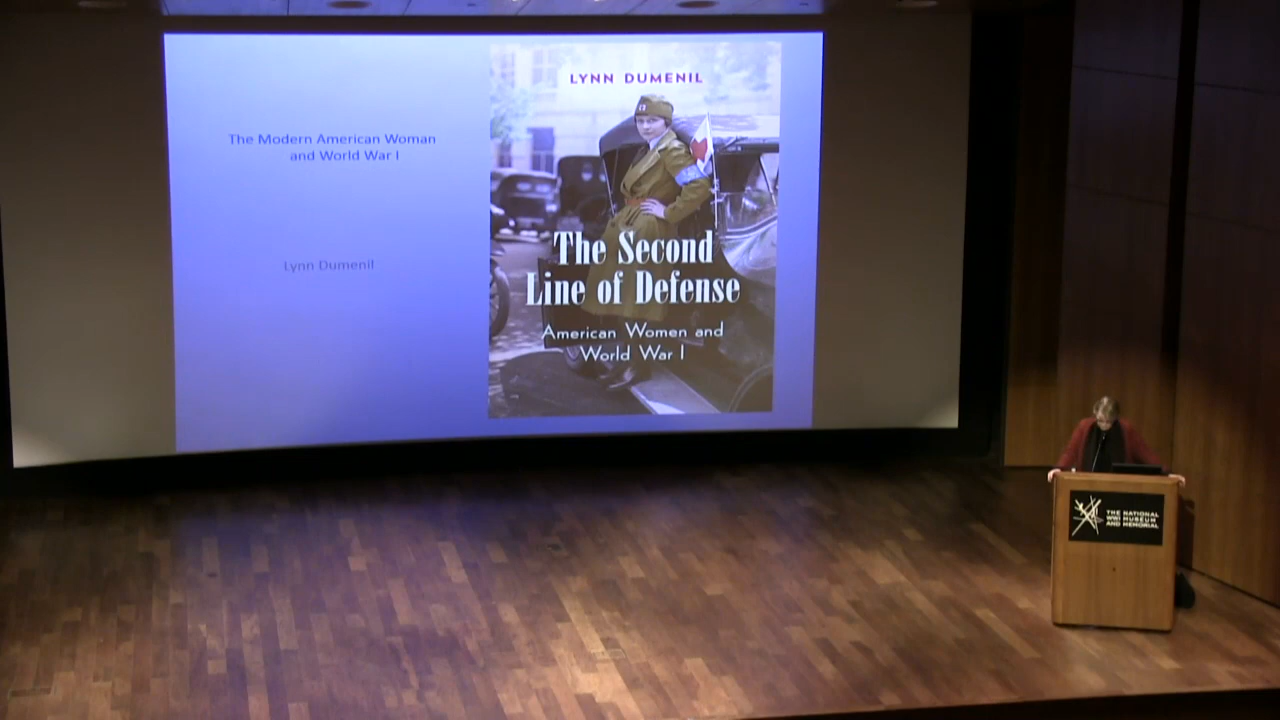 The Modern American Woman
and World War I
Lynn Dumenil
LYNN DUMENIL
The Second
Line of Defense
American Women and
World War I
THE NATIONAL
WWI MUSEUM
AND MEMORIAL